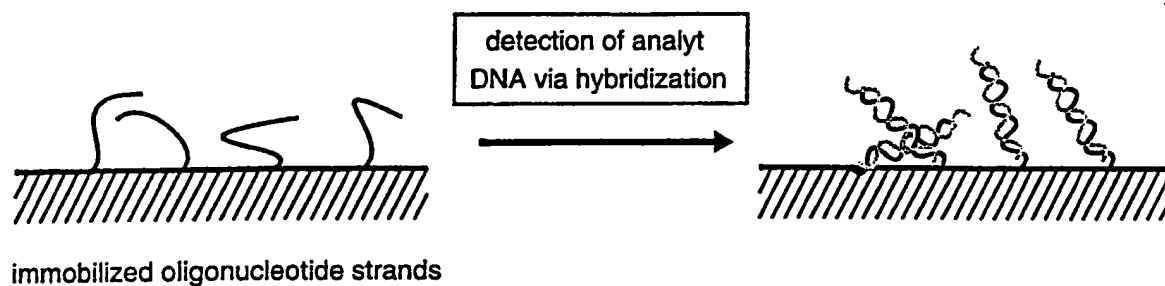 detection of analyt
DNA via hybridization
immobilized oligonucleotide strands